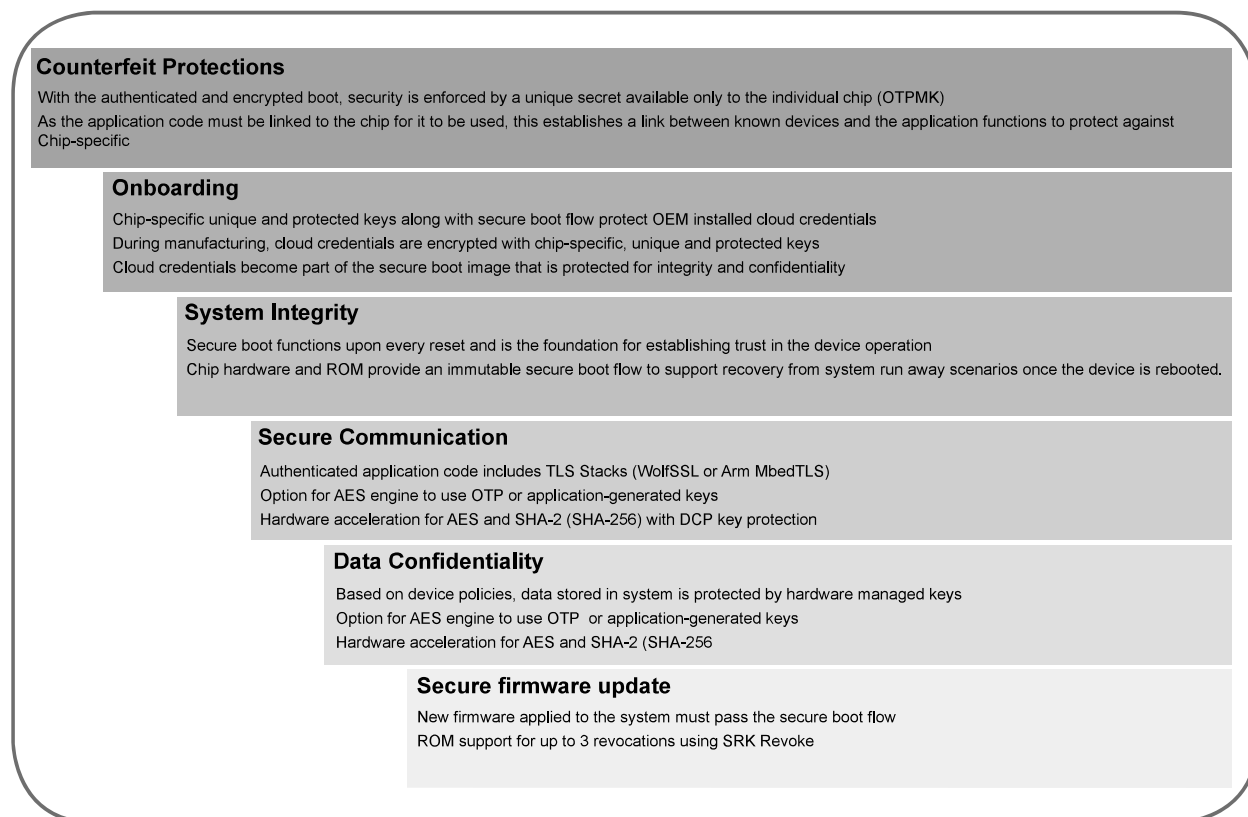 Counterfeit Protections
With the authenticated and encrypted boot, security is enforced by a unique secret available only to the individual chip (OTPMK)
As the application code must be linked to the chip for it to be used, this establishes a link between known devices and the application functions to protect against
Chip-specific
Onboarding
Chip-specific unique and protected keys along with secure boot flow protect OEM installed cloud credentials
During manufacturing, cloud credentials are encrypted with chip-specific, unique and protected keys
Cloud credentials become part of the secure boot image that is protected for integrity and confidentiality
System Integrity
Secure boot functions upon every reset and is the foundation for establishing trust in the device operation
Chip hardware and ROM provide an immutable secure boot flow to support recovery from system run away scenarios once the device is rebooted.
Secure Communication
Authenticated application code includes TLS Stacks (WolfSSL or Arm MbedTLS)
Option for AES engine to use OTP or application-generated keys
Hardware acceleration for AES and SHA-2 (SHA-256) with DCP key protection
Data Confidentiality
Based on device policies, data stored in system is protected by hardware managed keys
Option for AES engine to use OTP or application-generated keys
Hardware acceleration for AES and SHA-2 (SHA-256
Secure firmware update
New firmware applied to the system must pass the secure boot flow
ROM support for up to 3 revocations using SRK Revoke